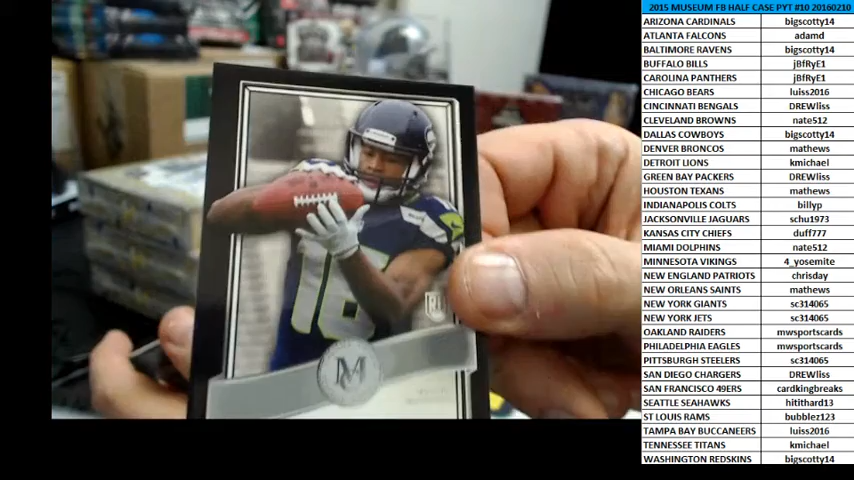 2015 MUSEUM FB HALF CASE PYT #10 20160210
ARIZONA CARDINALS bigscotty14
ATLANTA FALCONS adamd
BALTIMORE RAVENS bigscotty14
BUFFALO BILLS jBfRyE1
CAROLINA PANTHERS jBfRyE1
CHICAGO BEARS luiss2016
CINCINNATI BENGALS DREWliss
CLEVELAND BROWNS nate512
DALLAS COWBOYS bigscotty14
DENVER BRONCOS mathews
DETROIT LIONS kmichael
GREEN BAY PACKERS DREWliss
HOUSTON TEXANS mathews
INDIANAPOLIS COLTS billyp
JACKSONVILLE JAGUARS schu1973
KANSAS CITY CHIEFS duff777
MIAMI DOLPHINS nate512
MINNESOTA VIKINGS 4_yosemite
NEW ENGLAND PATRIOTS chrisday
NEW ORLEANS SAINTS mathews
NEW YORK GIANTS sc314065
NEW YORK JETS sc314065
OAKLAND RAIDERS mwsportscards
PHILADELPHIA EAGLES mwsportscards
PITTSBURGH STEELERS sc314065
SAN DIEGO CHARGERS DREWliss
SAN FRANCISCO 49ERS cardkingbreaks
SEATTLE SEAHAWKS hitithard13
ST LOUIS RAMS bubblez123
TAMPA BAY BUCCANEERS luiss2016
TENNESSEE TITANS kmichael
WASHINGTON REDSKINS bigscotty14
16
MC